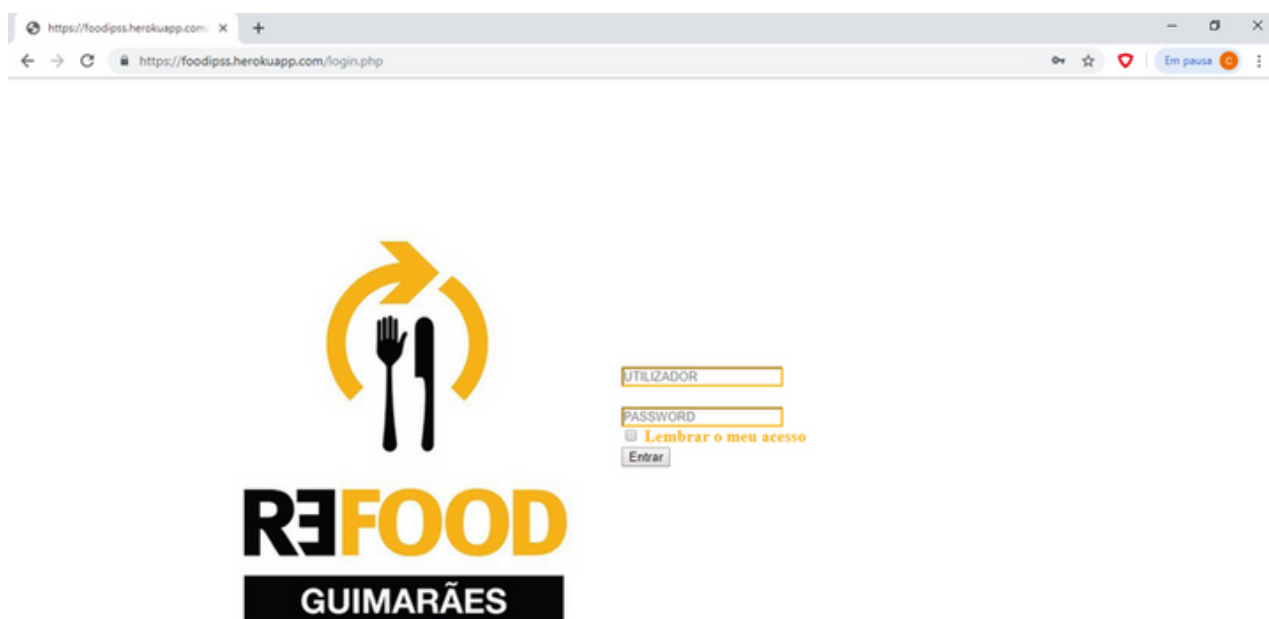 https://foodipss.herokuapp.com/
https://foodipss.herokuapp.com/login.php
Em pausa
C
UTILIZADOR
PASSWORD
Lembrar o meu acesso
Entrar
RƎFOOD
GUIMARÃES